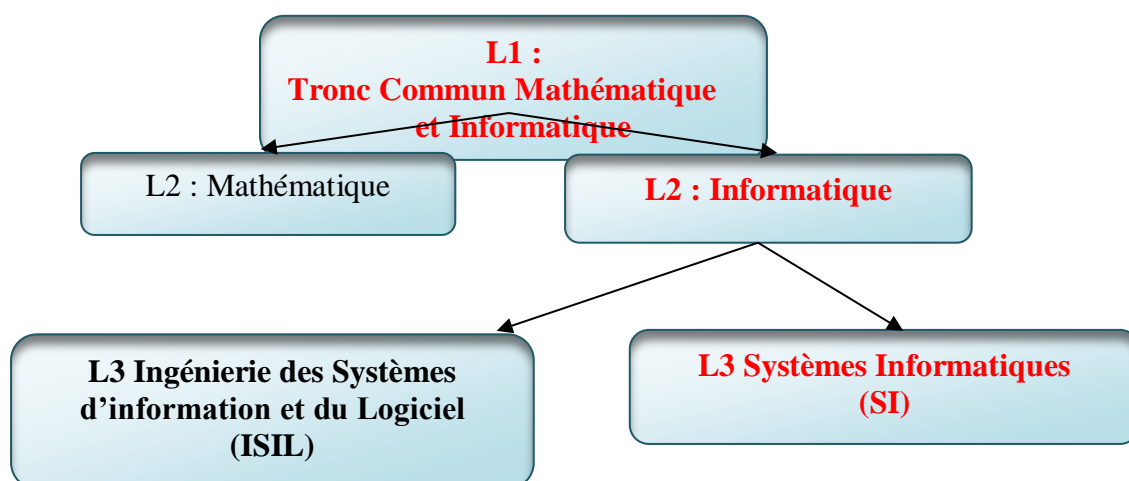 L1 :
Tronc Commun Mathématique
et Informatique
L2 : Mathématique
L2 : Informatique
L3 Ingénierie des Systèmes
d’information et du Logiciel
(ISIL)
L3 Systèmes Informatiques
(SI)